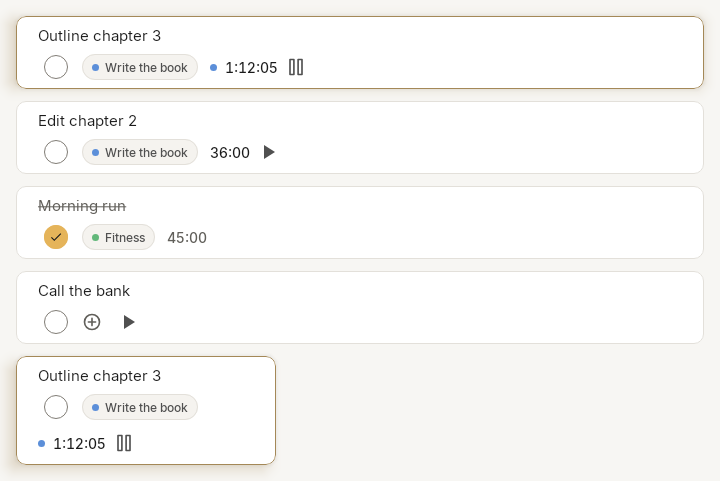 Outline chapter 3
Write the book 1:12:05
Edit chapter 2
Write the book 36:00
Morning run
Fitness 45:00
Call the bank
Outline chapter 3
Write the book
1:12:05